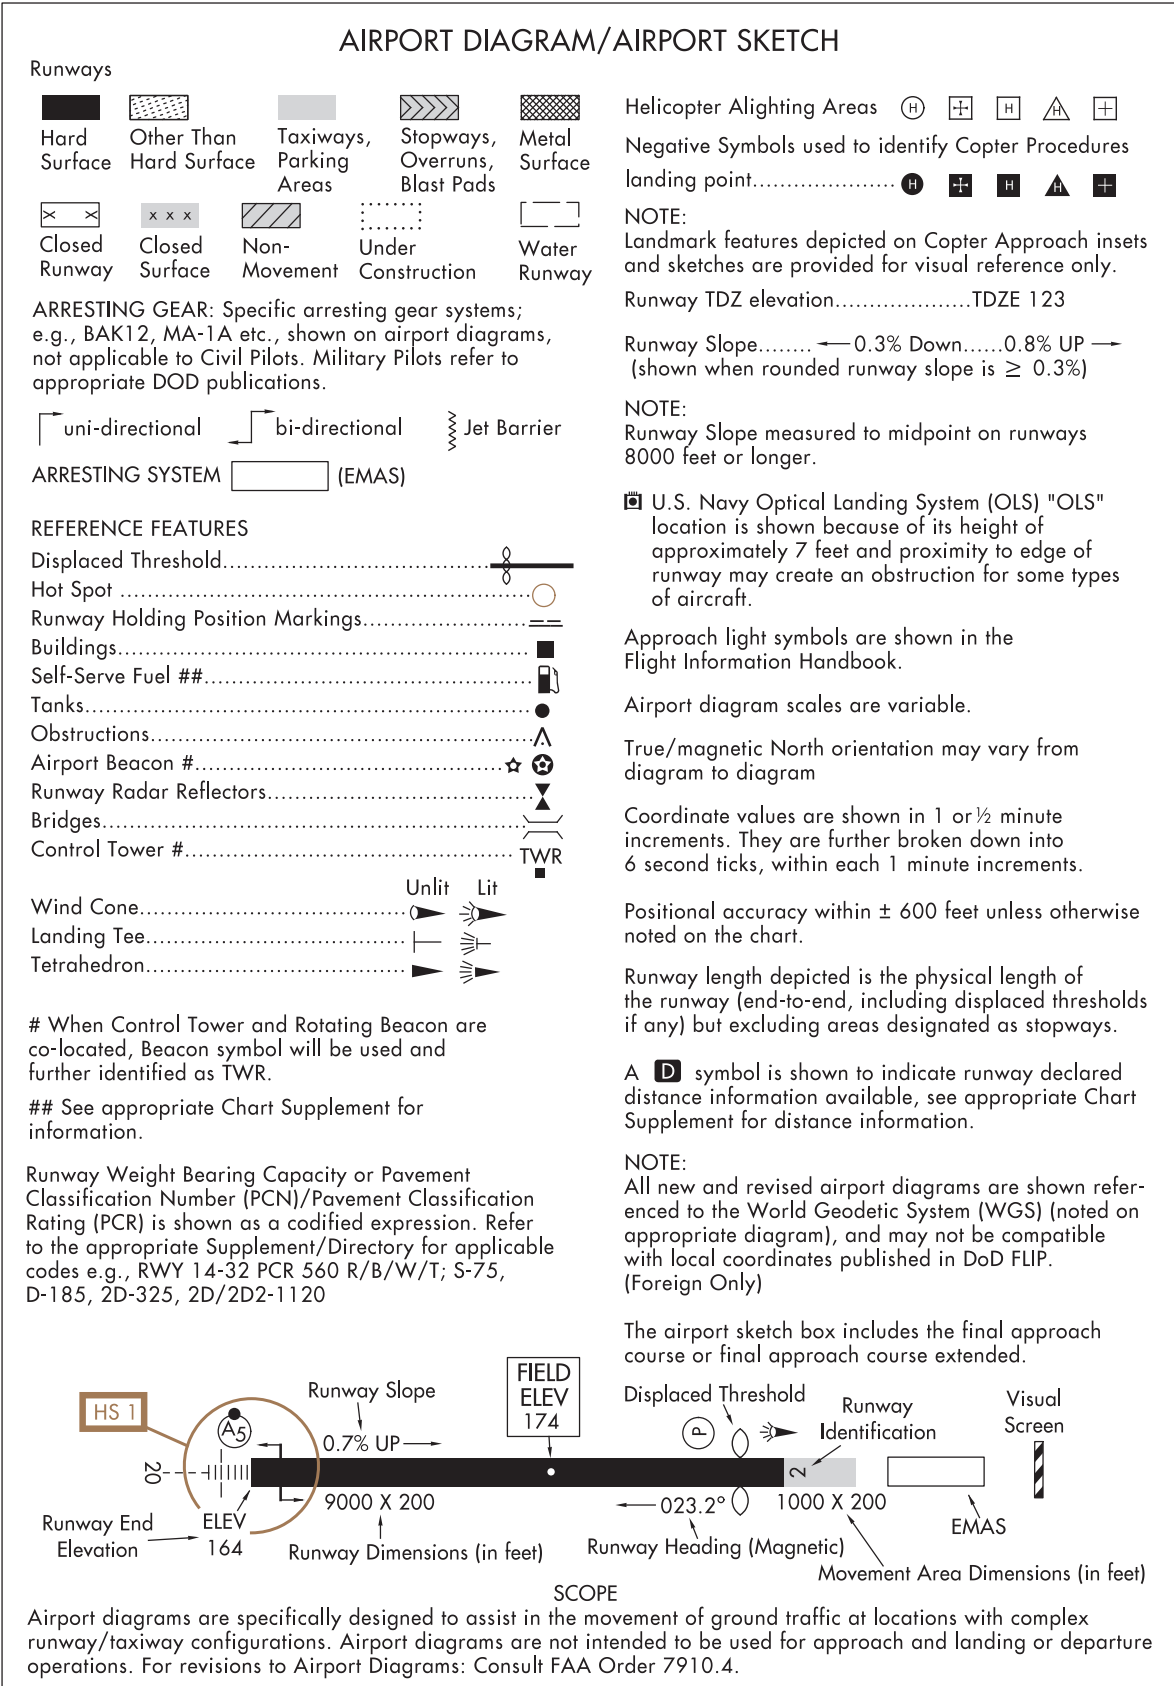 AIRPORT DIAGRAM/AIRPORT SKETCH
Runways
Hard
Surface
Other Than
Hard Surface
Taxiways,
Parking
Areas
Stopways,
Overruns,
Blast Pads
Metal
Surface
x x
x x x
Closed
Runway
Closed
Surface
Non-
Movement
Under
Construction
Water
Runway
ARRESTING GEAR: Specific arresting gear systems;
e.g., BAK12, MA-1A etc., shown on airport diagrams,
not applicable to Civil Pilots. Military Pilots refer to
appropriate DOD publications.
uni-directional
bi-directional
Jet Barrier
ARRESTING SYSTEM (EMAS)
REFERENCE FEATURES
Displaced Threshold
Hot Spot
Runway Holding Position Markings
Buildings
Self-Serve Fuel ##
Tanks
Obstructions
Airport Beacon #
Runway Radar Reflectors
Bridges
Control Tower # TWR
Unlit Lit
Wind Cone
Landing Tee
Tetrahedron
# When Control Tower and Rotating Beacon are
co-located, Beacon symbol will be used and
further identified as TWR.
## See appropriate Chart Supplement for
information.
Runway Weight Bearing Capacity or Pavement
Classification Number (PCN)/Pavement Classification
Rating (PCR) is shown as a codified expression. Refer
to the appropriate Supplement/Directory for applicable
codes e.g., RWY 14-32 PCR 560 R/B/W/T; S-75,
D-185, 2D-325, 2D/2D2-1120
Helicopter Alighting Areas H H H
Negative Symbols used to identify Copter Procedures
landing point H H H
NOTE:
Landmark features depicted on Copter Approach insets
and sketches are provided for visual reference only.
Runway TDZ elevation....................TDZE 123
Runway Slope........ 0.3% Down......0.8% UP
(shown when rounded runway slope is ≥ 0.3%)
NOTE:
Runway Slope measured to midpoint on runways
8000 feet or longer.
U.S. Navy Optical Landing System (OLS) "OLS"
location is shown because of its height of
approximately 7 feet and proximity to edge of
runway may create an obstruction for some types
of aircraft.
Approach light symbols are shown in the
Flight Information Handbook.
Airport diagram scales are variable.
True/magnetic North orientation may vary from
diagram to diagram
Coordinate values are shown in 1 or ½ minute
increments. They are further broken down into
6 second ticks, within each 1 minute increments.
Positional accuracy within ± 600 feet unless otherwise
noted on the chart.
Runway length depicted is the physical length of
the runway (end-to-end, including displaced thresholds
if any) but excluding areas designated as stopways.
A D symbol is shown to indicate runway declared
distance information available, see appropriate Chart
Supplement for distance information.
NOTE:
All new and revised airport diagrams are shown refer-
enced to the World Geodetic System (WGS) (noted on
appropriate diagram), and may not be compatible
with local coordinates published in DoD FLIP.
(Foreign Only)
The airport sketch box includes the final approach
course or final approach course extended.
HS 1
A5
20
Runway Slope
0.7% UP
FIELD
ELEV
174
Displaced Threshold
P
Runway
Identification
2
Visual
Screen
9000 X 200
023.2°
1000 X 200
EMAS
Runway End
Elevation
ELEV
164
Runway Dimensions (in feet)
Runway Heading (Magnetic)
Movement Area Dimensions (in feet)
SCOPE
Airport diagrams are specifically designed to assist in the movement of ground traffic at locations with complex
runway/taxiway configurations. Airport diagrams are not intended to be used for approach and landing or departure
operations. For revisions to Airport Diagrams: Consult FAA Order 7910.4.